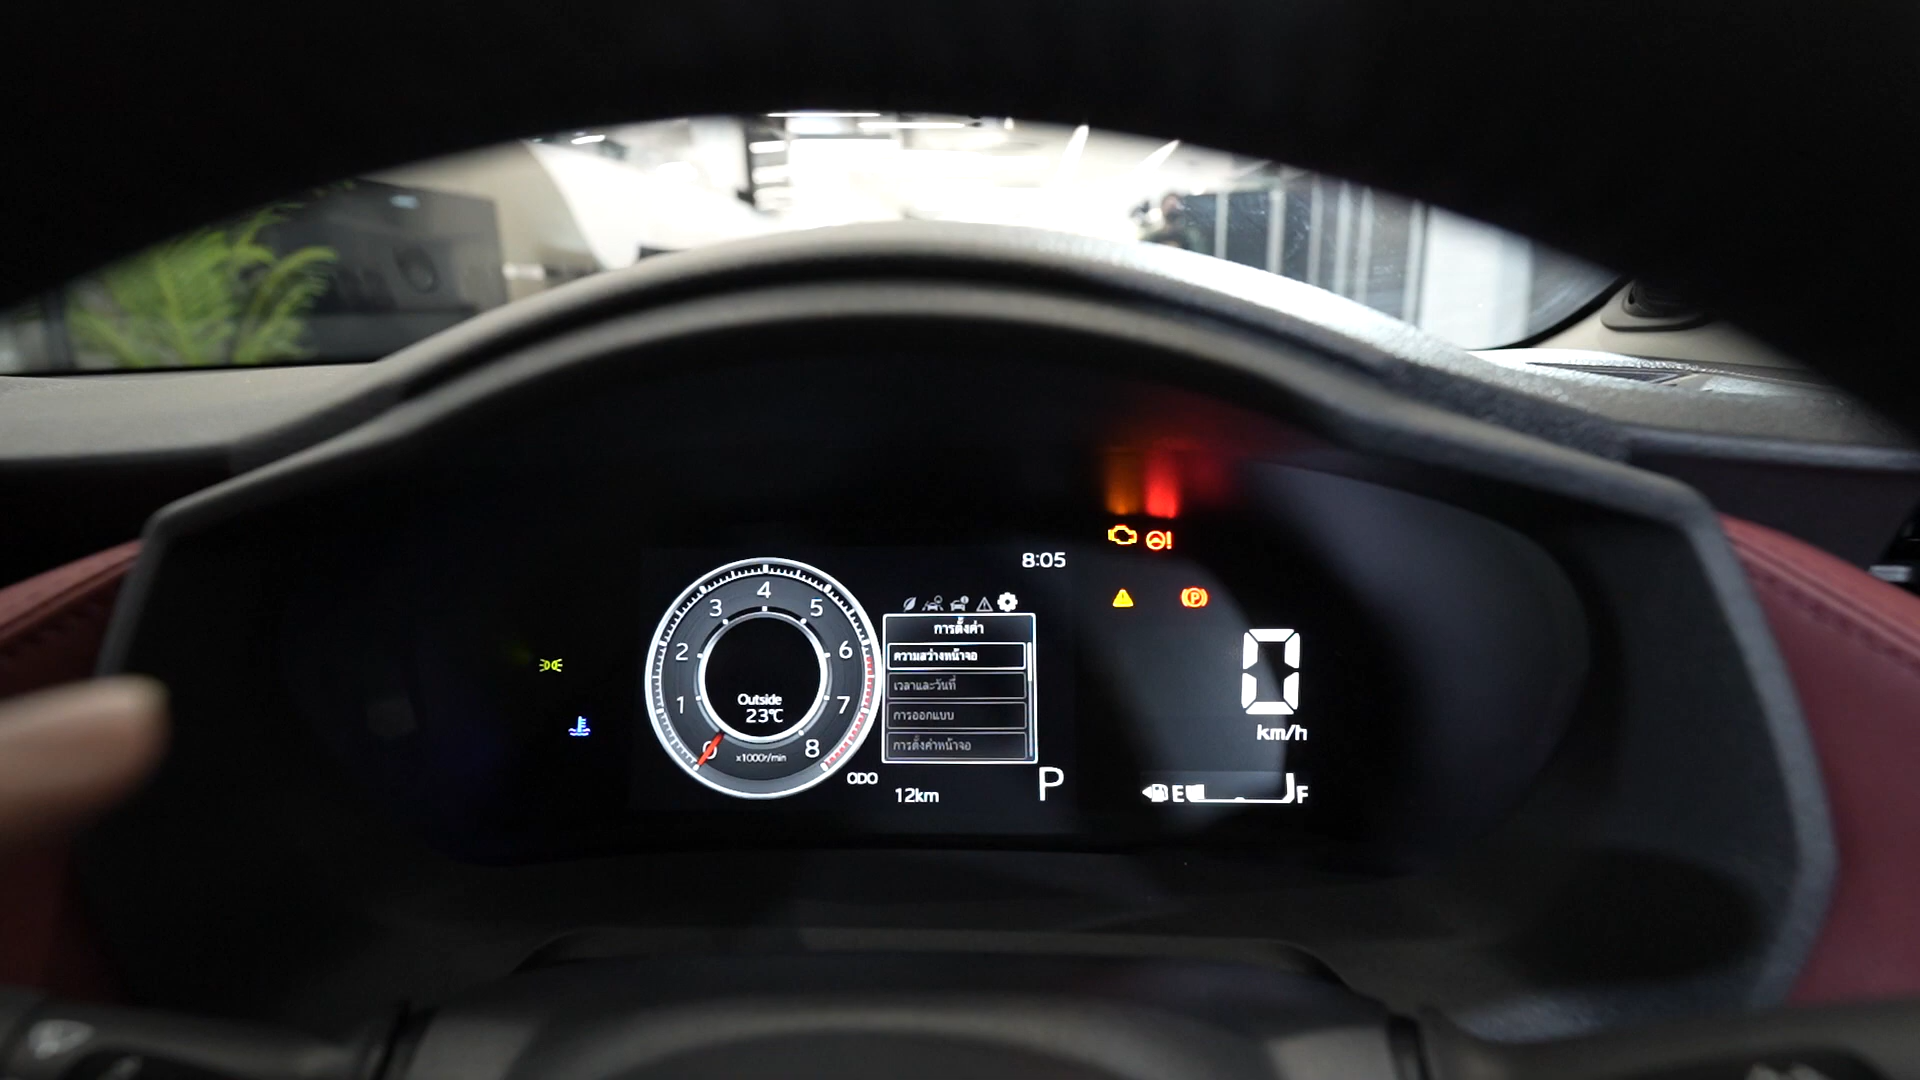 8:05
4
3 5
2 6
1 7
0 8
Outside
23℃
x1000r/min
การตั้งค่า
ความสว่างหน้าจอ
เวลาและวันที่
การออกแบบ
การตั้งค่าหน้าจอ
ODO
12km
P
!
P
0
km/h
E F